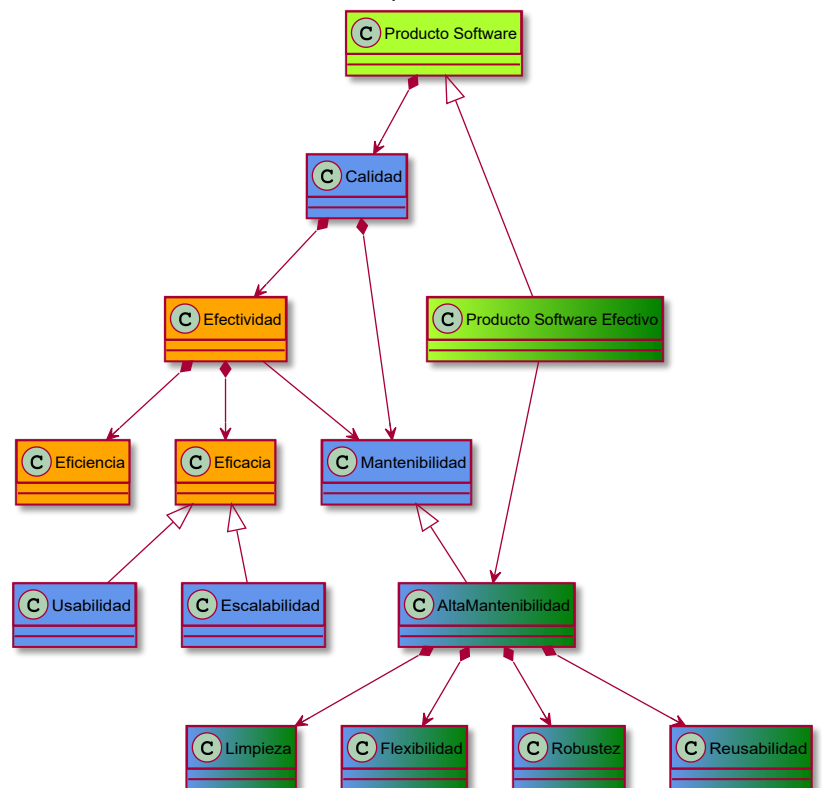 C Producto Software
C Calidad
C Efectividad
C Producto Software Efectivo
C Eficiencia
C Eficacia
C Mantenibilidad
C Usabilidad
C Escalabilidad
C AltaMantenibilidad
C Limpieza
C Flexibilidad
C Robustez
C Reusabilidad